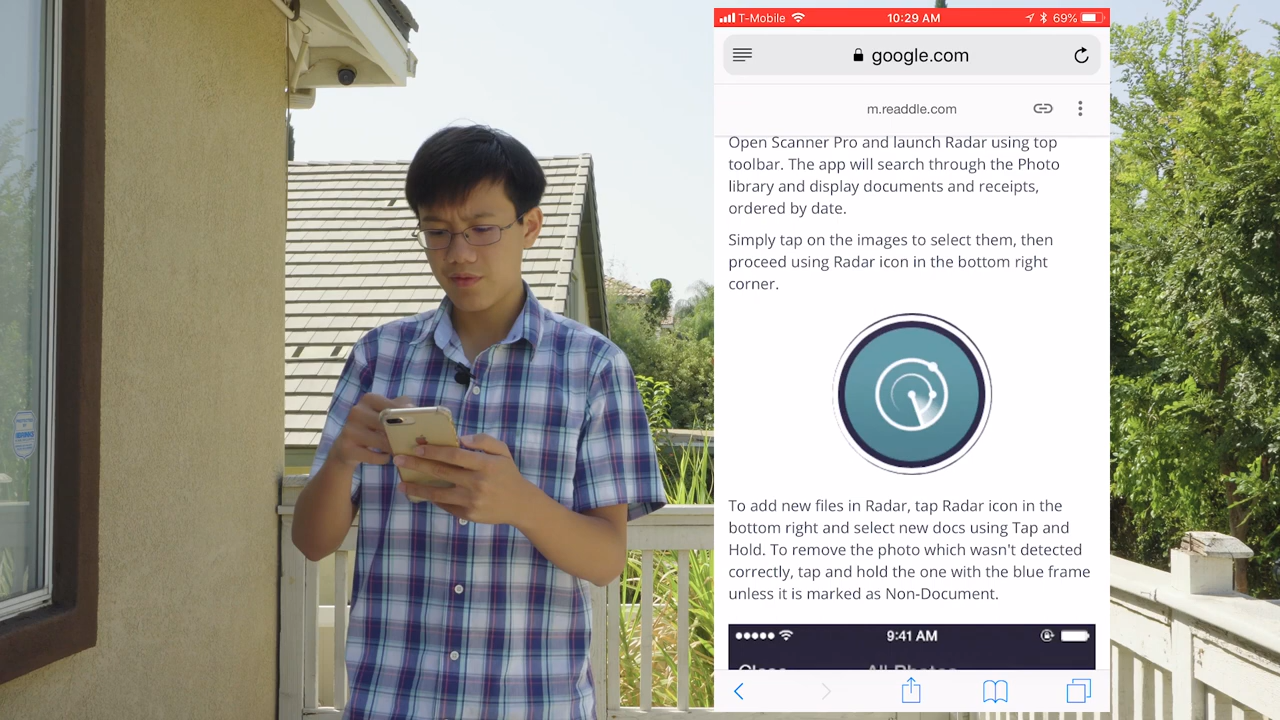 T-Mobile 10:29 AM 69%
google.com
m.readdle.com
Open Scanner Pro and launch Radar using top
toolbar. The app will search through the Photo
library and display documents and receipts,
ordered by date.
Simply tap on the images to select them, then
proceed using Radar icon in the bottom right
corner.
To add new files in Radar, tap Radar icon in the
bottom right and select new docs using Tap and
Hold. To remove the photo which wasn't detected
correctly, tap and hold the one with the blue frame
unless it is marked as Non-Document.
9:41 AM
Close All Photos